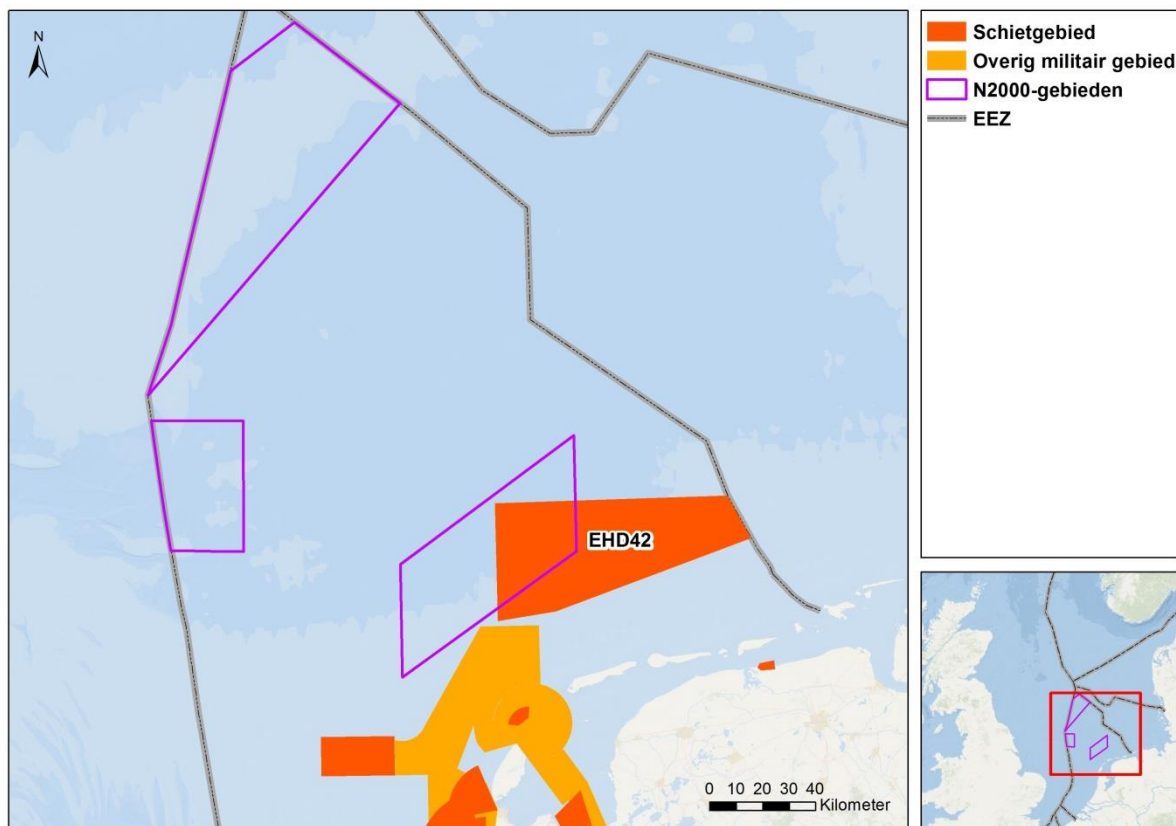 N
Schietgebied
Overig militair gebied
N2000-gebieden
EEZ
EHD42
0 10 20 30 40
Kilometer